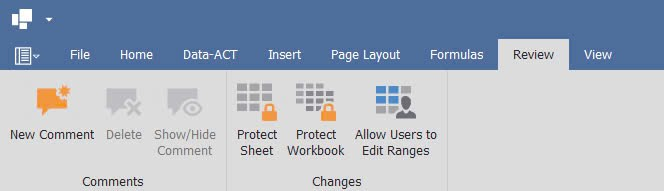 File Home Data-ACT Insert Page Layout Formulas Review View
New Comment Delete Show/Hide Comment
Protect Sheet Protect Workbook Allow Users to Edit Ranges
Comments Changes